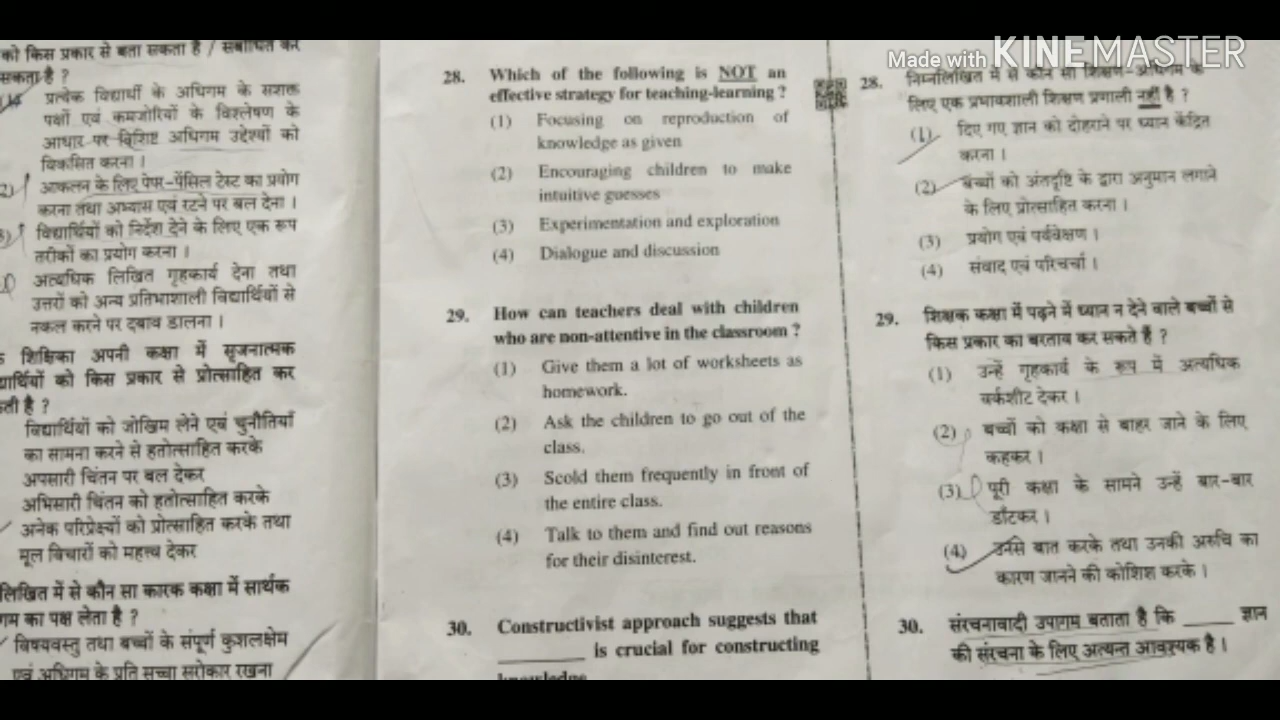 Made with KINEMASTER
को किस प्रकार से बता सकता है / संबोधित कर
सकता है ?
प्रत्येक विद्यार्थी के अधिगम के सशक्त
पक्षों एवं कमजोरियों के विश्लेषण के
आधार पर विशिष्ट अधिगम उद्देश्यों को
विकसित करना ।
2) आकलन के लिए पेपर-पेंसिल टेस्ट का प्रयोग
करना तथा अभ्यास एवं रटने पर बल देना ।
3) विद्यार्थियों को निर्देश देने के लिए एक रूप
तरीकों का प्रयोग करना ।
अत्यधिक लिखित गृहकार्य देना तथा
उत्तरों को अन्य प्रतिभाशाली विद्यार्थियों से
नकल करने पर दबाव डालना ।
शिक्षिका अपनी कक्षा में सृजनात्मक
द्यार्थियों को किस प्रकार से प्रोत्साहित कर
ती है ?
विद्यार्थियों को जोखिम लेने एवं चुनौतियों
का सामना करने से हतोत्साहित करके
अपसारी चिंतन पर बल देकर
अभिसारी चिंतन को हतोत्साहित करके
अनेक परिप्रेक्ष्यों को प्रोत्साहित करके तथा
मूल विचारों को महत्त्व देकर
लिखित में से कौन सा कारक कक्षा में सार्थक
गम का पक्ष लेता है ?
विषयवस्तु तथा बच्चों के संपूर्ण कुशलक्षेम
एवं अधिगम के प्रति सच्चा सरोकार रखना
28. Which of the following is NOT an
effective strategy for teaching-learning ?
(1) Focusing on reproduction of
knowledge as given
(2) Encouraging children to make
intuitive guesses
(3) Experimentation and exploration
(4) Dialogue and discussion
29. How can teachers deal with children
who are non-attentive in the classroom ?
(1) Give them a lot of worksheets as
homework.
(2) Ask the children to go out of the
class.
(3) Scold them frequently in front of
the entire class.
(4) Talk to them and find out reasons
for their disinterest.
30. Constructivist approach suggests that
________ is crucial for constructing
knowledge
28. निम्नलिखित में से कौन सा शिक्षण-अधिगम के
लिए एक प्रभावशाली शिक्षण प्रणाली नहीं है ?
(1) दिए गए ज्ञान को दोहराने पर ध्यान केंद्रित
करना ।
(2) बच्चों को अंतदृष्टि के द्वारा अनुमान लगाने
के लिए प्रोत्साहित करना ।
(3) प्रयोग एवं पर्यवेक्षण ।
(4) संवाद एवं परिचर्चा ।
29. शिक्षक कक्षा में पढ़ने में ध्यान न देने वाले बच्चों से
किस प्रकार का बरताव कर सकते हैं ?
(1) उन्हें गृहकार्य के रूप में अत्यधिक
वर्कशीट देकर ।
(2) बच्चों को कक्षा से बाहर जाने के लिए
कहकर ।
(3) पूरी कक्षा के सामने उन्हें बार-बार
डाँटकर ।
(4) उनसे बात करके तथा उनकी अरुचि का
कारण जानने की कोशिश करके ।
30. संरचनावादी उपागम बताता है कि ____ ज्ञान
की संरचना के लिए अत्यन्त आवश्यक है ।